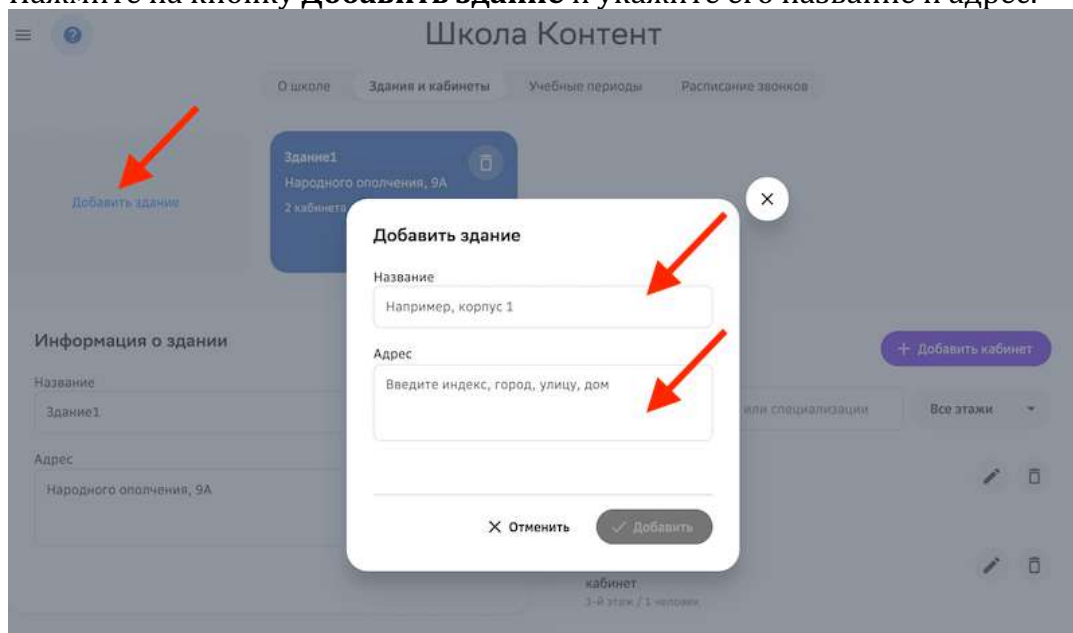 Нажмите на кнопку Добавить здание и укажите его название и адрес.
Школа Контент
О школе Здания и кабинеты Учебные периоды Расписание звонков
Здание1
Народного ополчения, 9А
2 кабинета
Добавить здание
Добавить здание
Название
Например, корпус 1
Адрес
Введите индекс, город, улицу, дом
Отменить Добавить
Информация о здании
+ Добавить кабинет
Название
Здание1
или специализации
Все этажи
Адрес
Народного ополчения, 9А
кабинет
3-й этаж / 1 человек